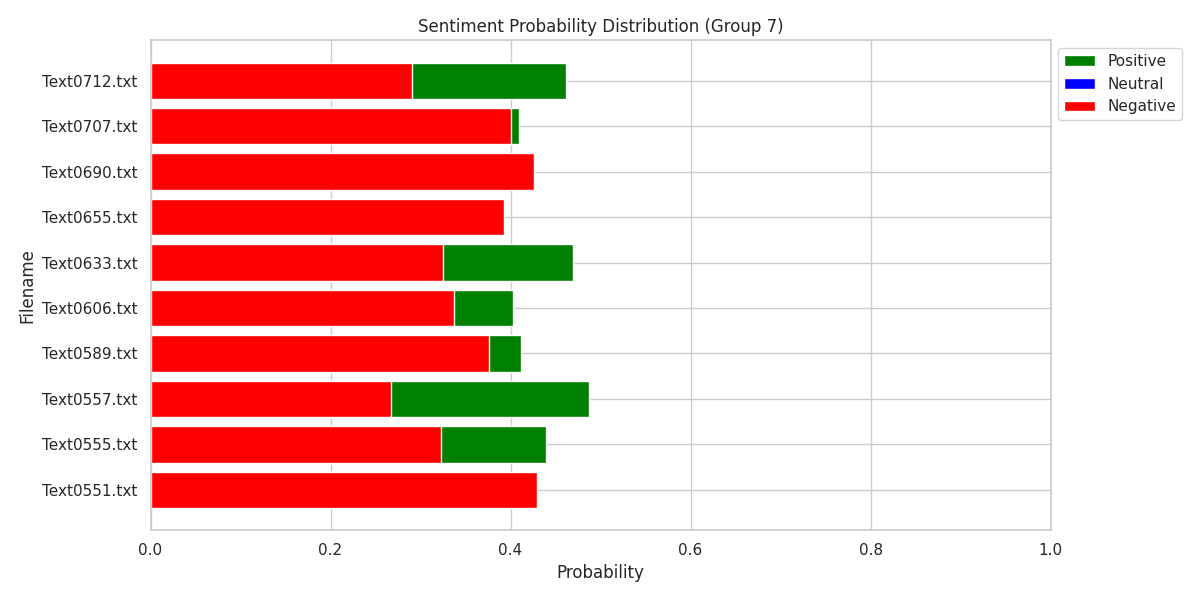 Sentiment Probability Distribution (Group 7)
Positive
Neutral
Negative
Filename
Text0712.txt
Text0707.txt
Text0690.txt
Text0655.txt
Text0633.txt
Text0606.txt
Text0589.txt
Text0557.txt
Text0555.txt
Text0551.txt
0.0 0.2 0.4 0.6 0.8 1.0
Probability